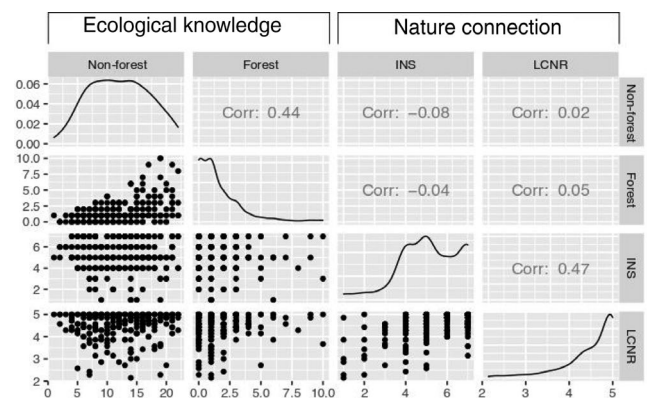 Ecological knowledge Nature connection
Non-forest Forest INS LCNR
0.06
0.04
0.02
0.00
Corr: 0.44 Corr: −0.08 Corr: 0.02
Non-forest
10.0
7.5
5.0
2.5
0.0
Corr: −0.04 Corr: 0.05
Forest
6
4
2
Corr: 0.47
INS
5
4
3
2
LCNR
0 5 10 15 20 0.0 2.5 5.0 7.5 10.0 2 4 6 2 3 4 5